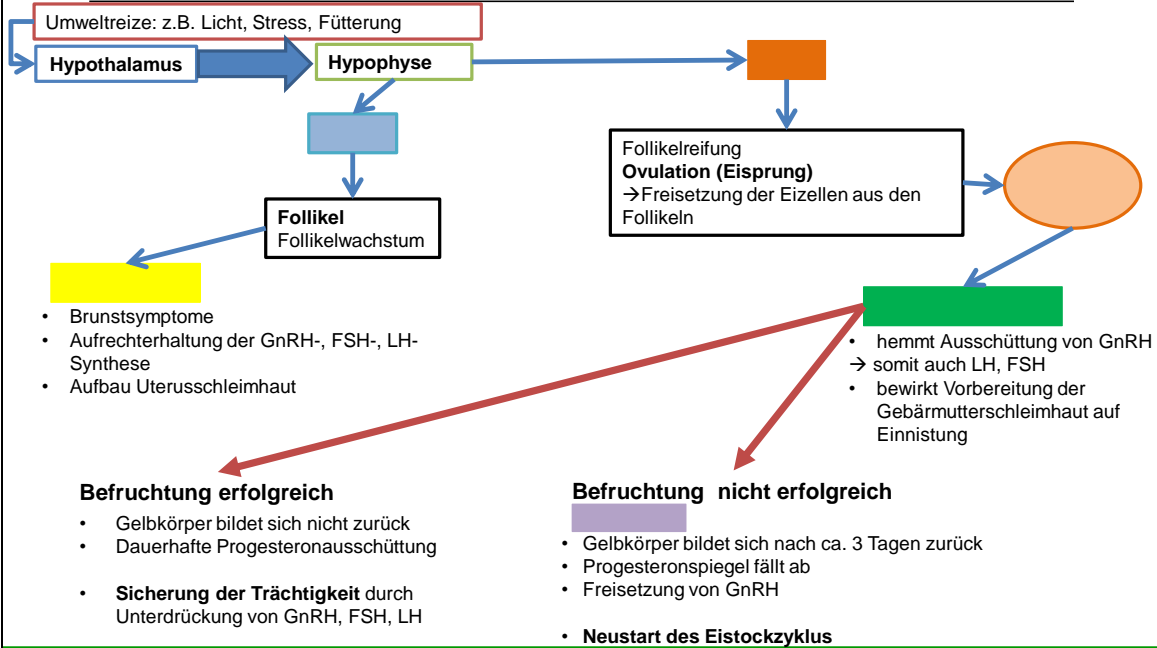 Umweltreize: z.B. Licht, Stress, Fütterung
Hypothalamus
Hypophyse
Follikelreifung
Ovulation (Eisprung)
→Freisetzung der Eizellen aus den
Follikeln
Follikel
Follikelwachstum
• Brunstsymptome
• Aufrechterhaltung der GnRH-, FSH-, LH-
Synthese
• Aufbau Uterusschleimhaut
• hemmt Ausschüttung von GnRH
→ somit auch LH, FSH
• bewirkt Vorbereitung der
Gebärmutterschleimhaut auf
Einnistung
Befruchtung erfolgreich
• Gelbkörper bildet sich nicht zurück
• Dauerhafte Progesteronausschüttung
• Sicherung der Trächtigkeit durch
Unterdrückung von GnRH, FSH, LH
Befruchtung nicht erfolgreich
• Gelbkörper bildet sich nach ca. 3 Tagen zurück
• Progesteronspiegel fällt ab
• Freisetzung von GnRH
• Neustart des Eistockzyklus